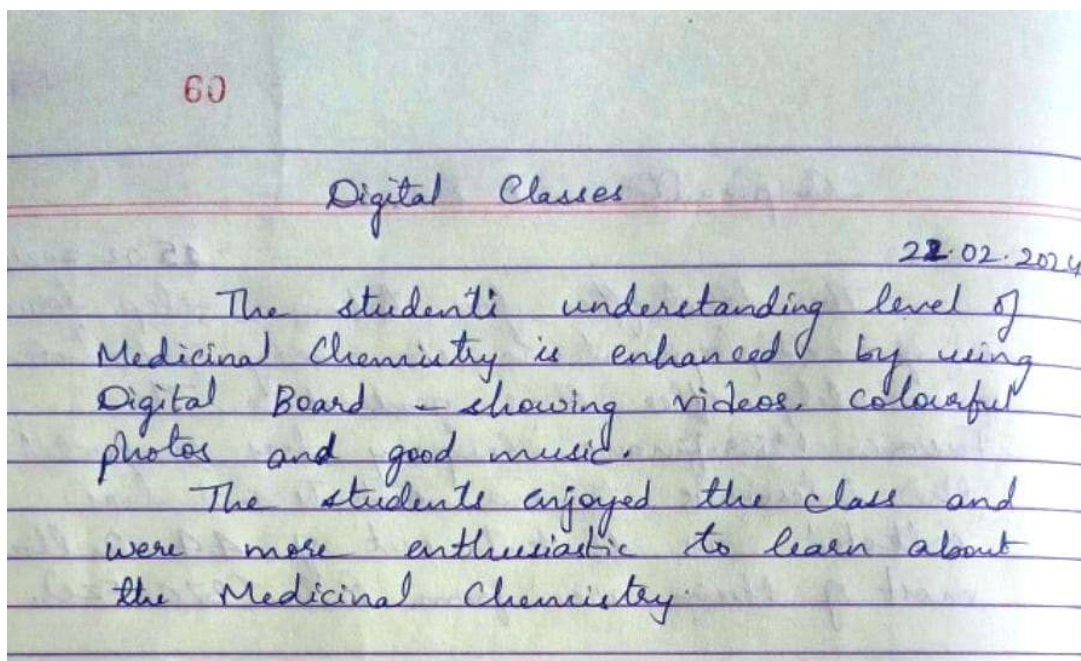 60
Digital Classes
22.02.2024
The student's understanding level of
Medicinal Chemistry is enhanced by using
Digital Board - showing videos, colourful
photos and good music.
The students enjoyed the class and
were more enthusiastic to learn about
the Medicinal Chemistry.